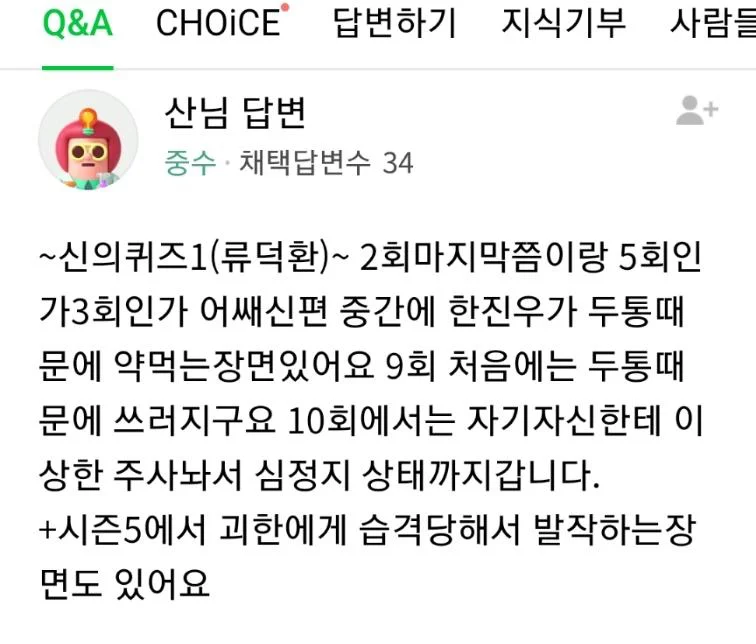 Q&A CHOiCE 답변하기 지식기부 사람들
산님 답변
중수 · 채택답변수 34
~신의퀴즈1(류덕환)~ 2회마지막쯤이랑 5회인
가3회인가 어쌔신편 중간에 한진우가 두통때
문에 약먹는장면있어요 9회 처음에는 두통때
문에 쓰러지구요 10회에서는 자기자신한테 이
상한 주사놔서 심정지 상태까지갑니다.
+시즌5에서 괴한에게 습격당해서 발작하는장
면도 있어요